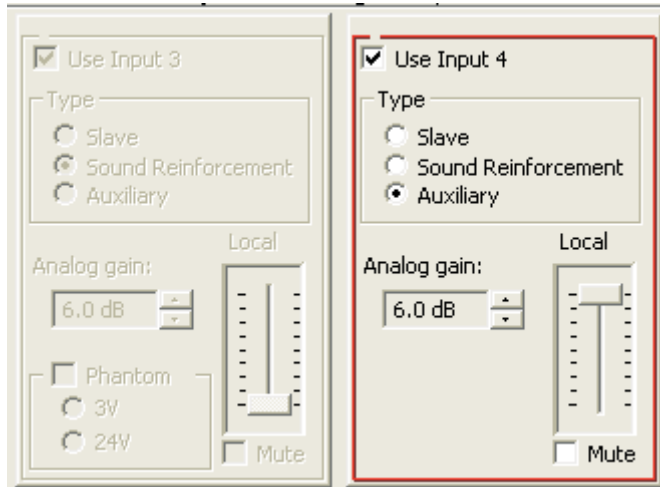 Use Input 3
Type
Slave
Sound Reinforcement
Auxiliary
Local
Analog gain:
6.0 dB
Phantom
3V
24V
Mute
Use Input 4
Type
Slave
Sound Reinforcement
Auxiliary
Local
Analog gain:
6.0 dB
Mute